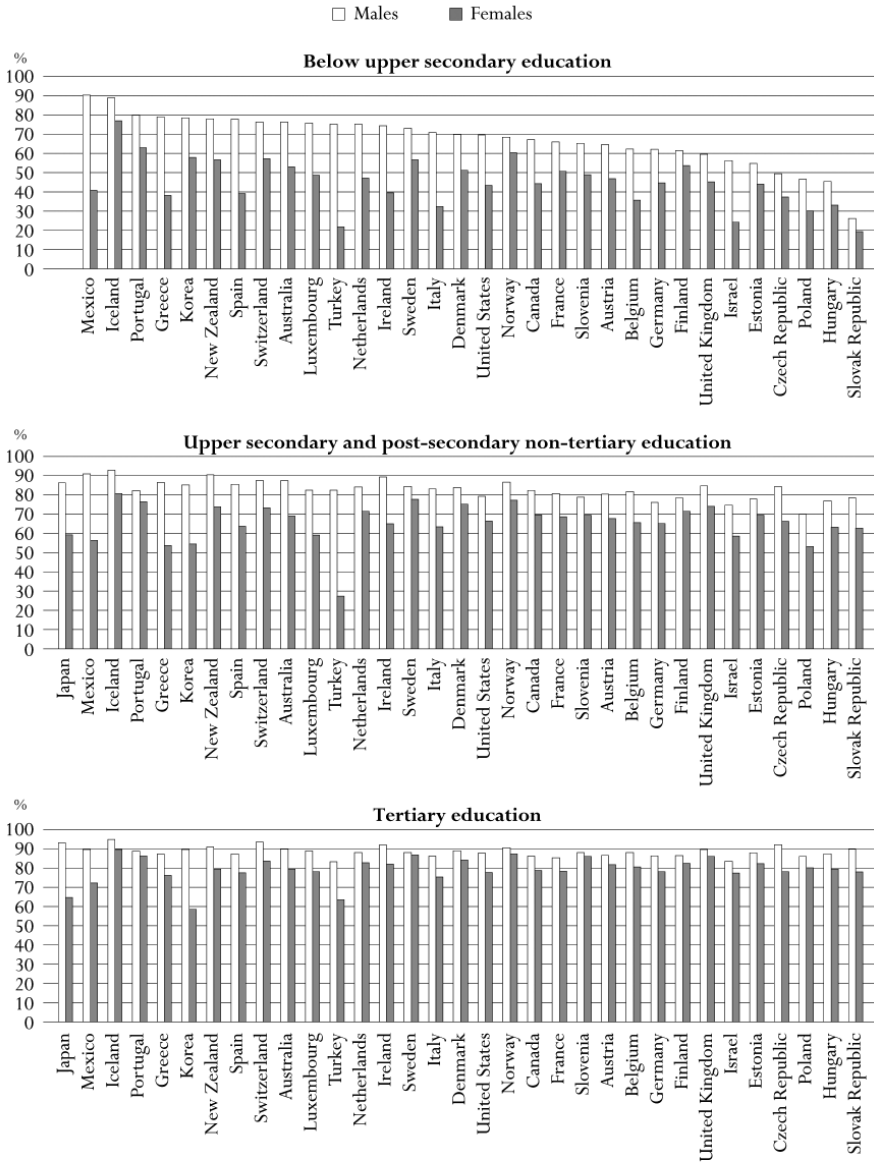 Males Females
%
Below upper secondary education
100
90
80
70
60
50
40
30
20
10
0
Mexico
Iceland
Portugal
Greece
Korea
New Zealand
Spain
Switzerland
Australia
Luxembourg
Turkey
Netherlands
Ireland
Sweden
Italy
Denmark
United States
Norway
Canada
France
Slovenia
Austria
Belgium
Germany
Finland
United Kingdom
Israel
Estonia
Czech Republic
Poland
Hungary
Slovak Republic
%
Upper secondary and post-secondary non-tertiary education
100
90
80
70
60
50
40
30
20
10
0
Japan
Mexico
Iceland
Portugal
Greece
Korea
New Zealand
Spain
Switzerland
Australia
Luxembourg
Turkey
Netherlands
Ireland
Sweden
Italy
Denmark
United States
Norway
Canada
France
Slovenia
Austria
Belgium
Germany
Finland
United Kingdom
Israel
Estonia
Czech Republic
Poland
Hungary
Slovak Republic
%
Tertiary education
100
90
80
70
60
50
40
30
20
10
0
Japan
Mexico
Iceland
Portugal
Greece
Korea
New Zealand
Spain
Switzerland
Australia
Luxembourg
Turkey
Netherlands
Ireland
Sweden
Italy
Denmark
United States
Norway
Canada
France
Slovenia
Austria
Belgium
Germany
Finland
United Kingdom
Israel
Estonia
Czech Republic
Poland
Hungary
Slovak Republic